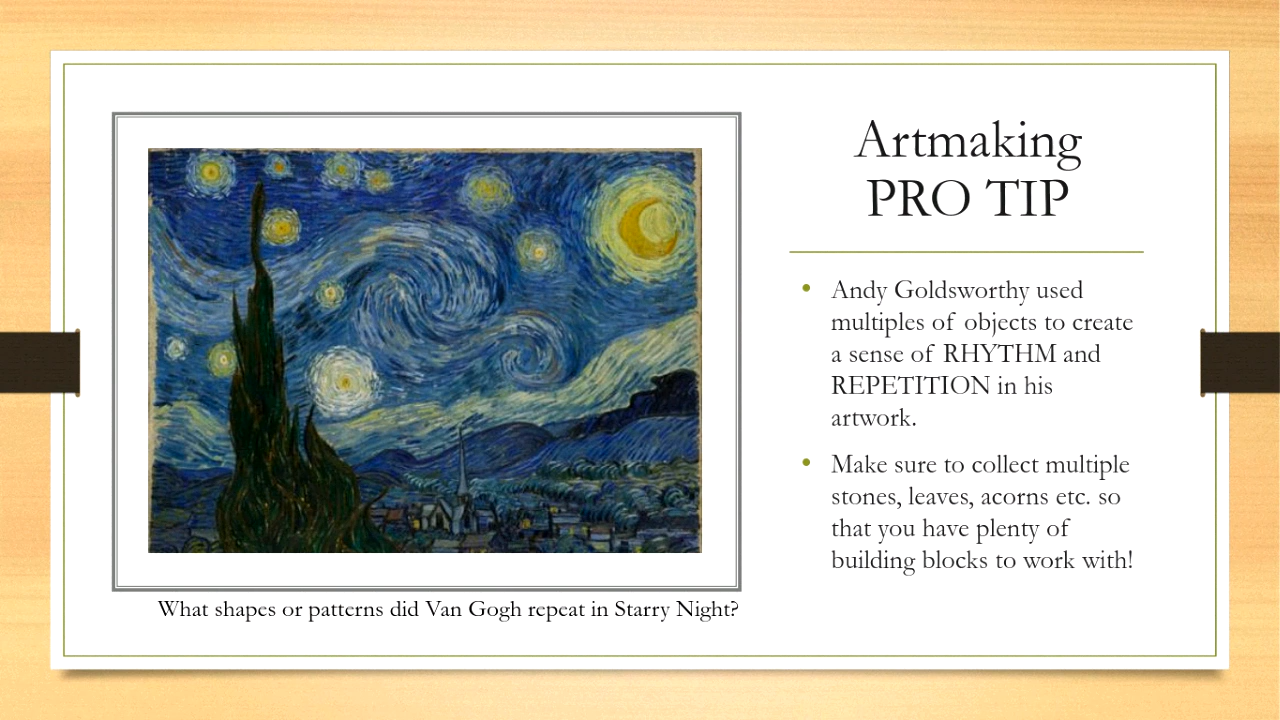 Artmaking
PRO TIP
• Andy Goldsworthy used
multiples of objects to create
a sense of RHYTHM and
REPETITION in his
artwork.
• Make sure to collect multiple
stones, leaves, acorns etc. so
that you have plenty of
building blocks to work with!
What shapes or patterns did Van Gogh repeat in Starry Night?